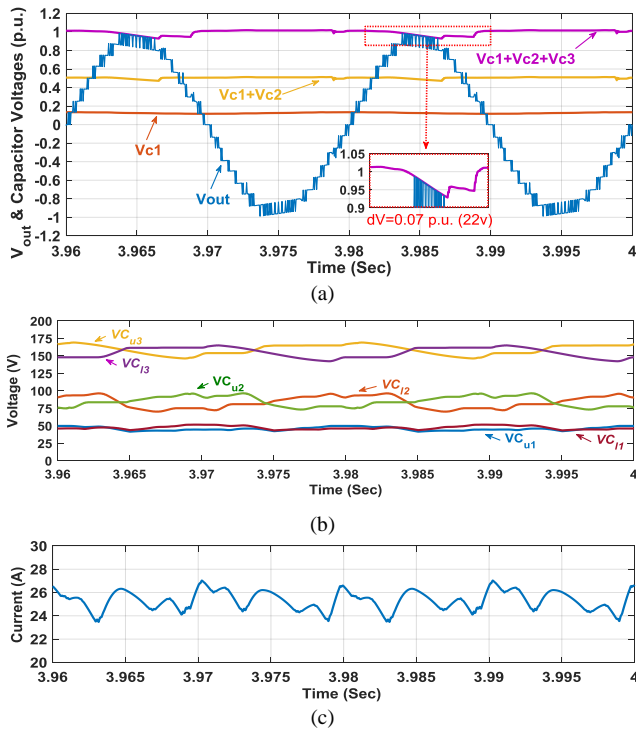 V_out & Capacitor Voltages (p.u.)
1.2
1
0.8
0.6
0.4
0.2
0
-0.2
-0.4
-0.6
-0.8
-1
-1.2
Vc1+Vc2+Vc3
Vc1+Vc2
Vc1
Vout
1.05
1
0.95
0.9
dV=0.07 p.u. (22v)
3.96 3.965 3.97 3.975 3.98 3.985 3.99 3.995 4
Time (Sec)
(a)
Voltage (V)
200
175
150
125
100
75
50
25
0
VC_u3
VC_l3
VC_u2
VC_l2
VC_u1
VC_l1
3.96 3.965 3.97 3.975 3.98 3.985 3.99 3.995 4
Time (Sec)
(b)
Current (A)
30
28
26
24
22
20
3.96 3.965 3.97 3.975 3.98 3.985 3.99 3.995 4
Time (Sec)
(c)